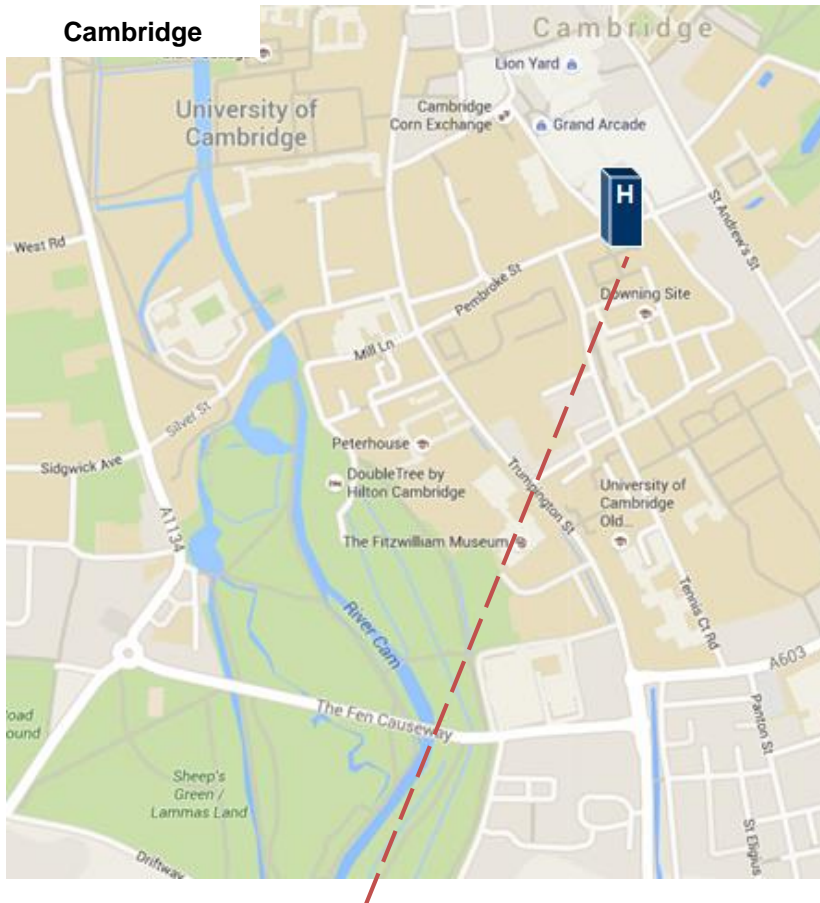 Cambridge
Cambridge
Lion Yard
University of
Cambridge
Cambridge
Corn Exchange
Grand Arcade
H
St Andrew's St
West Rd
Pembroke St
Downing Site
Mill Ln
Silver St
Peterhouse
Sidgwick Ave
DoubleTree by
Hilton Cambridge
Trumpington St
University of
Cambridge
Old...
A1134
The Fitzwilliam Museum
Tennis Ct Rd
River Cam
A603
The Fen Causeway
Panton St
oad
ound
Sheep's
Green /
Lammas Land
St Eligius
Driftway